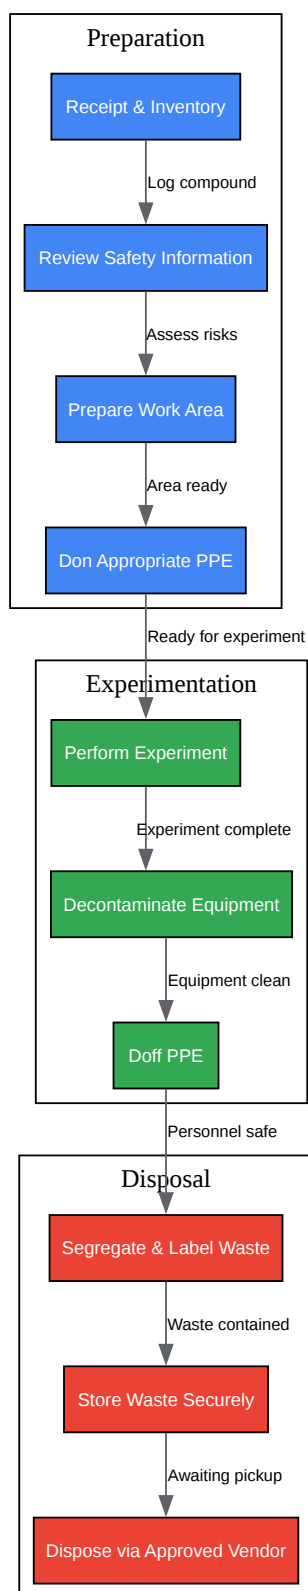 Preparation
Receipt & Inventory
Log compound
Review Safety Information
Assess risks
Prepare Work Area
Area ready
Don Appropriate PPE
Ready for experiment
Experimentation
Perform Experiment
Experiment complete
Decontaminate Equipment
Equipment clean
Doff PPE
Personnel safe
Disposal
Segregate & Label Waste
Waste contained
Store Waste Securely
Awaiting pickup
Dispose via Approved Vendor